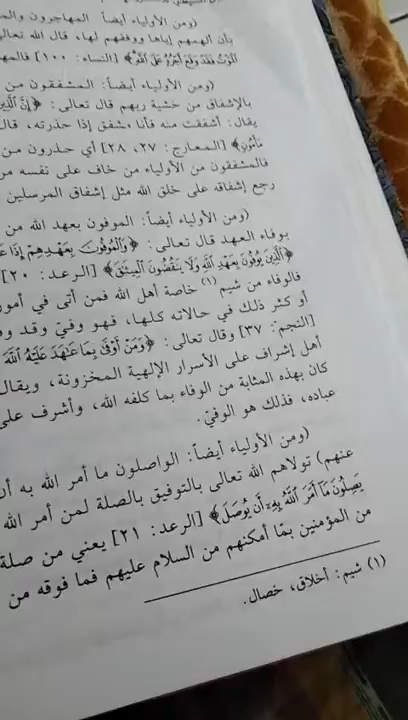 (ومن الأولياء أيضاً المهاجرون
بأن ألهمهم إياها ووفقهم لها، قال الله تعالى
الموت فقد وقع أجره على الله﴾ [النساء: ١٠٠]
(ومن الأولياء أيضاً: المشفقون من
بالإشفاق من خشية ربهم قال تعالى: ﴿إن الذين
يقال: أشفقت منه فأنا مشفق إذا حذرته، قال
مأمون﴾ [المعارج: ٢٧، ٢٨] أي حذرون من
فالمشفقون من الأولياء من خاف على نفسه من
رجع إشفاقه على خلق الله مثل إشفاق المرسلين
(ومن الأولياء أيضاً: الموفون بعهد الله من
بوفاء العهد قال تعالى: ﴿والموفون بعهدهم إذا
﴿الذين يوفون بعهد الله ولا ينقضون الميثاق﴾ [الرعد: ٢٠]
فالوفاء من شيم (١) خاصة أهل الله فمن أتى في
أو كثر ذلك في حالاته كلها، فهو وفيّ وقد
[النجم: ٣٧] وقال تعالى: ﴿ومن أوفى بما عاهد عليه الله
أهل إشراف على الأسرار الإلهية المخزونة، ويقال
كان بهذه المثابة من الوفاء بما كلفه الله، وأشرف على
عباده، فذلك هو الوفيّ.
(ومن الأولياء أيضاً: الواصلون ما أمر الله به أن
عنهم) تولاهم الله تعالى بالتوفيق بالصلة لمن أمر الله
يصلون ما أمر الله به أن يوصل﴾ [الرعد: ٢١] يعني من صلة
من المؤمنين بما أمكنهم من السلام عليهم فما فوقه من
(١) شيم: أخلاق، خصال.